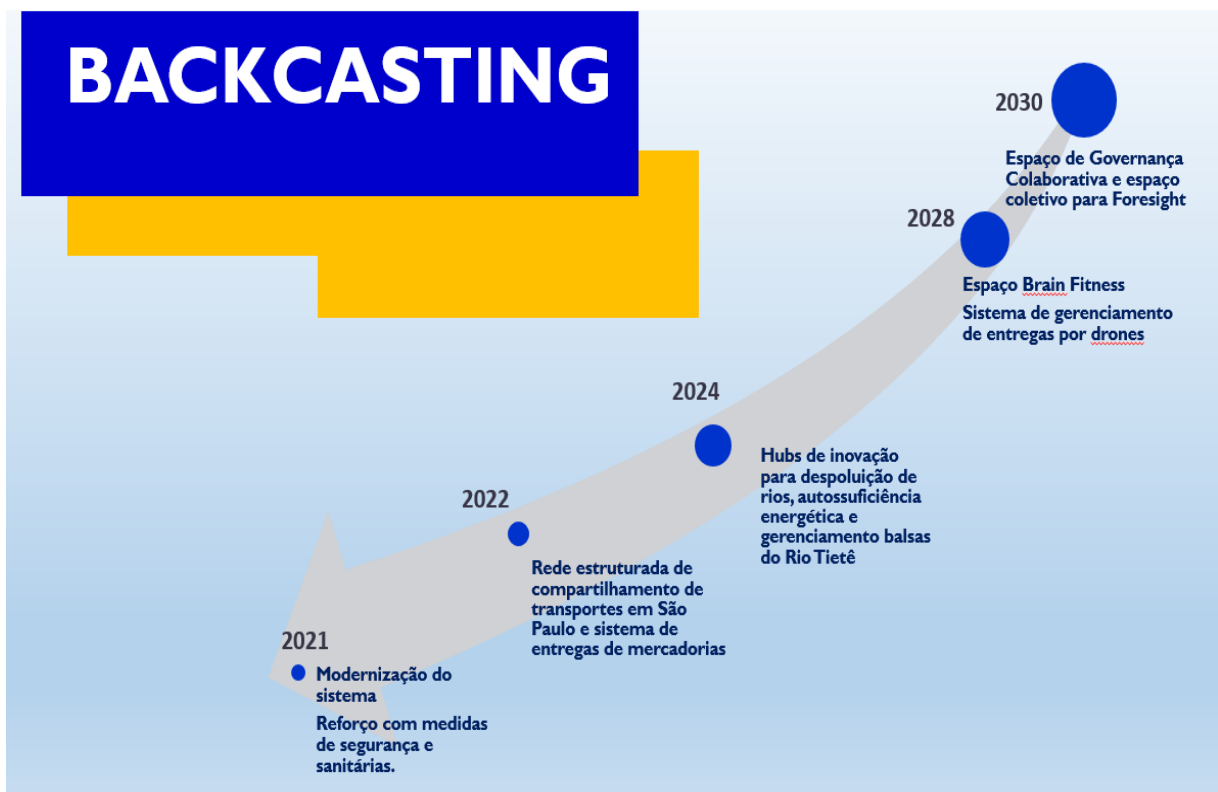 BACKCASTING
2030
Espaço de Governança
Colaborativa e espaço
coletivo para Foresight
2028
Espaço Brain Fitness
Sistema de gerenciamento
de entregas por drones
2024
Hubs de inovação
para despoluição de
rios, autossuficiência
energética e
gerenciamento balsas
do Rio Tietê
2022
Rede estruturada de
compartilhamento de
transportes em São
Paulo e sistema de
entregas de mercadorias
2021
Modernização do
sistema
Reforço com medidas
de segurança e
sanitárias.